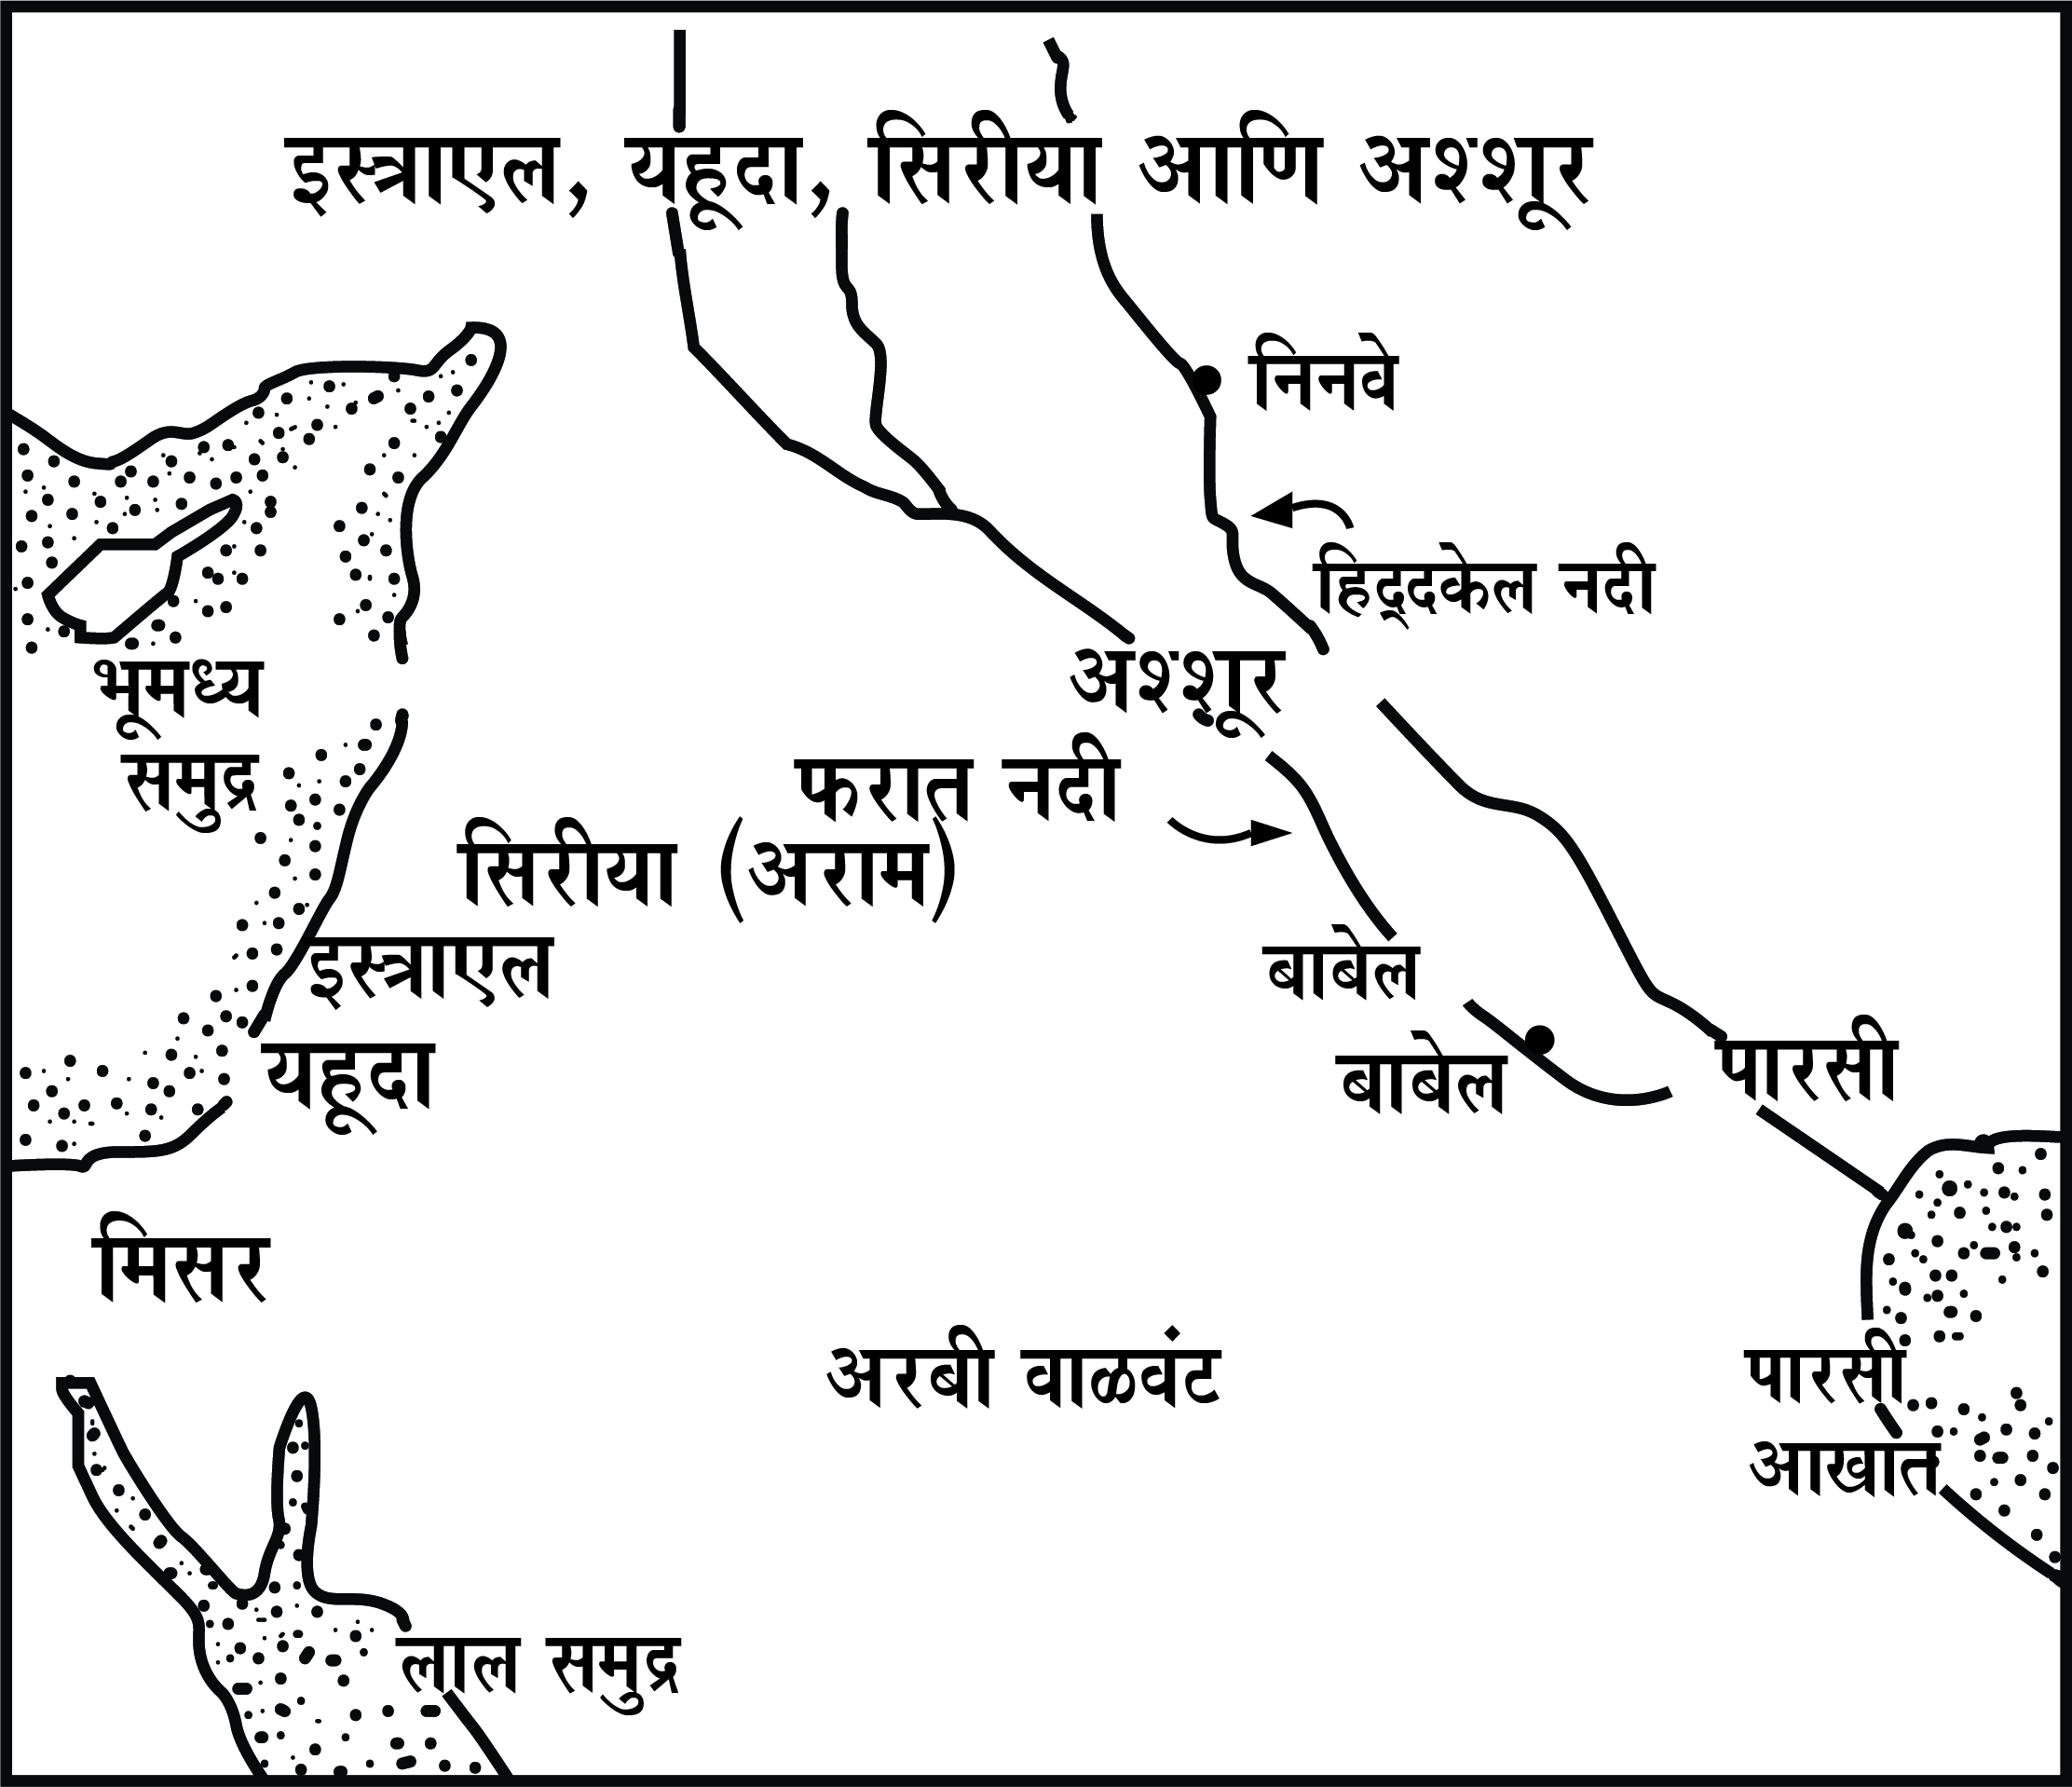 इस्त्राएल, यहूदा, सिरीया आणि अश्शूर
निनवे
हिद्दकेल नदी
अश्शूर
भूमध्य
समुद्र
फरात नदी
सिरीया (अराम)
इस्त्राएल
बाबेल
यहूदा
बाबेल
पारसी
मिसर
अरबी वाळवंट
पारसी
आखात
लाल समुद्र